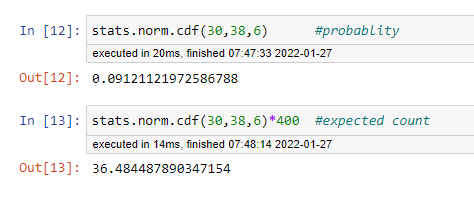 In [12]: stats.norm.cdf(30,38,6) #probablity
executed in 20ms, finished 07:47:33 2022-01-27
Out[12]: 0.09121121972586788
In [13]: stats.norm.cdf(30,38,6)*400 #expected count
executed in 14ms, finished 07:48:14 2022-01-27
Out[13]: 36.484487890347154